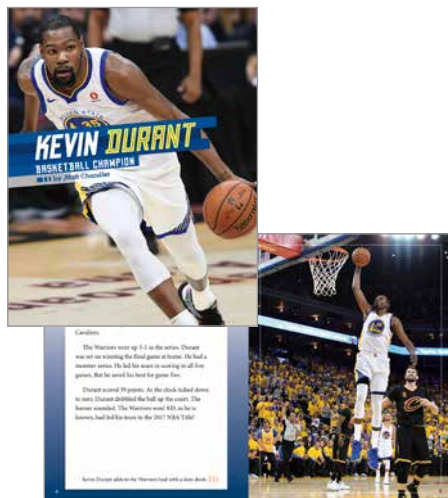 35
KEVIN DURANT
BASKETBALL CHAMPION
by Matt Chandler
Cavaliers.
The Warriors were up 3-1 in the series. Durant
was set on winning the final game at home. He had a
monster series. He led his team in scoring in all five
games. But he saved his best for game five.
Durant scored 39 points. As the clock ticked down
to zero, Durant dribbled the ball up the court. The
buzzer sounded. The Warriors won! KD, as he is
known, had led his team to the 2017 NBA Title!
Kevin Durant adds to the Warriors lead with a slam dunk.